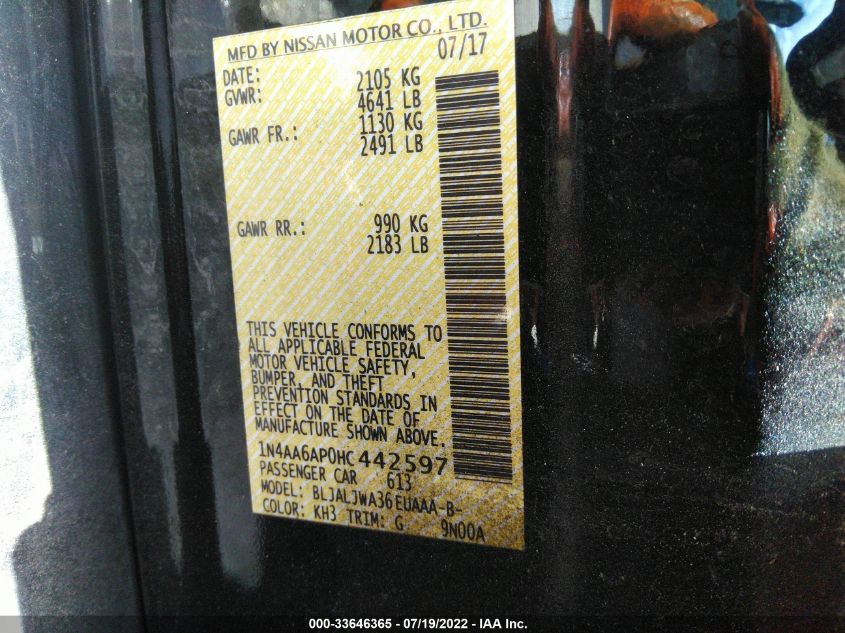 MFD BY NISSAN MOTOR CO., LTD.
DATE: 07/17
GVWR: 2105 KG
4641 LB
GAWR FR.: 1130 KG
2491 LB
GAWR RR.: 990 KG
2183 LB
THIS VEHICLE CONFORMS TO
ALL APPLICABLE FEDERAL
MOTOR VEHICLE SAFETY,
BUMPER, AND THEFT
PREVENTION STANDARDS IN
EFFECT ON THE DATE OF
MANUFACTURE SHOWN ABOVE.
1N4AA6AP0HC442597
PASSENGER CAR 613
MODEL: BLJALJWA36EUAAA-B-
COLOR: KH3 TRIM: G 9N00A
000-33646365 - 07/19/2022 - IAA Inc.